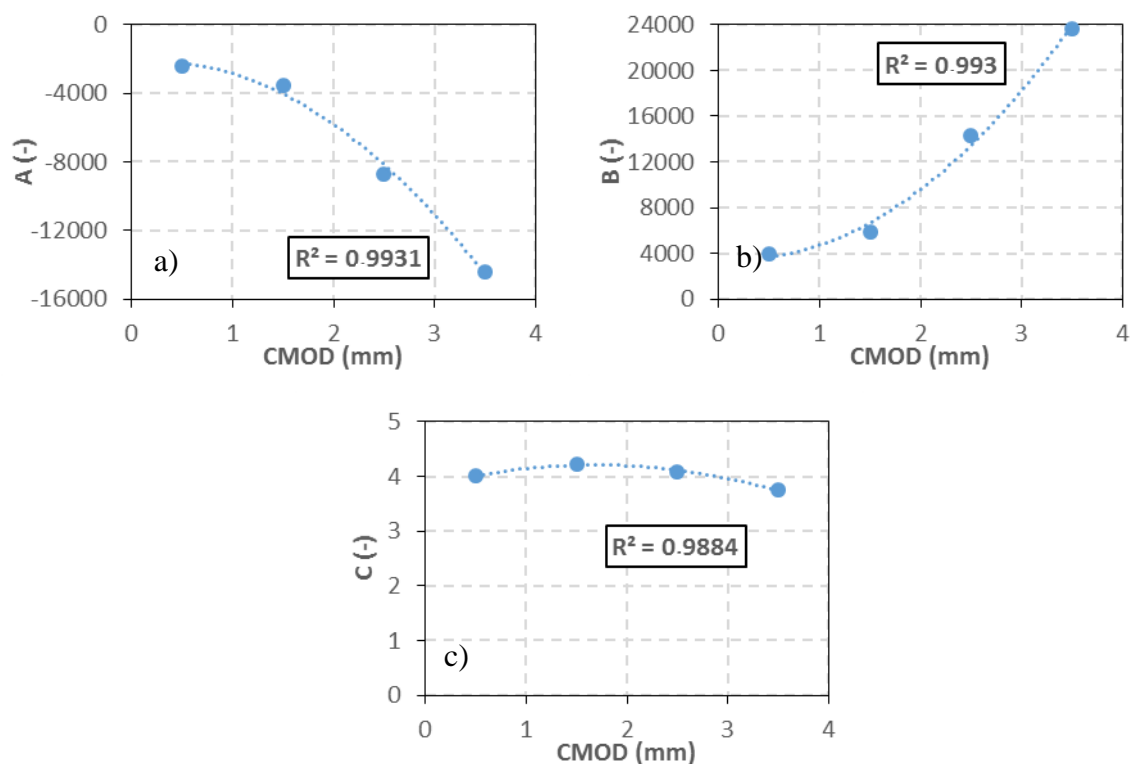 0
-4000
-8000
-12000
-16000
A (-)
a)
R² = 0.9931
0 1 2 3 4
CMOD (mm)
24000
20000
16000
12000
8000
4000
0
B (-)
R² = 0.993
b)
0 1 2 3 4
CMOD (mm)
5
4
3
2
1
0
C (-)
R² = 0.9884
c)
0 1 2 3 4
CMOD (mm)